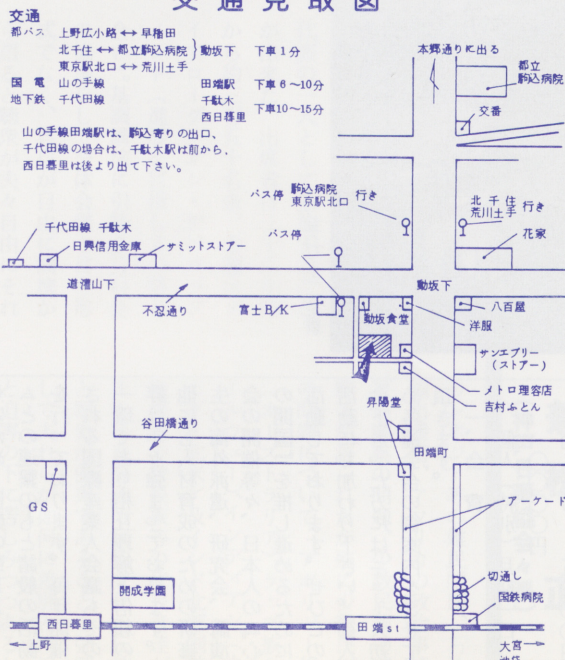 交通見取図
交通
都バス 上野広小路↔早稲田
北千住↔都立駒込病院
東京駅北口↔荒川土手
動坂下 下車1分
国電 山の手線 田端駅 下車6〜10分
地下鉄 千代田線 千駄木
西日暮里
下車10〜15分
山の手線田端駅は、駒込寄りの出口、
千代田線の場合は、千駄木駅は前から、
西日暮里は後より出て下さい。
本郷通りに出る
都立
駒込病院
交番
バス停 駒込病院
東京駅北口 行き
北千住
荒川土手 行き
バス停
花家
千代田線 千駄木
日興信用金庫
サミットストアー
道灌山下
不忍通り
富士B/K
動坂下
動坂食堂
八百屋
洋服
サンエブリー
(ストアー)
メトロ理容店
吉村ふとん
昇陽堂
谷田橋通り
田端町
GS
アーケード
開成学園
切通し
国鉄病院
西日暮里
田端st
←上野
大宮→
池袋